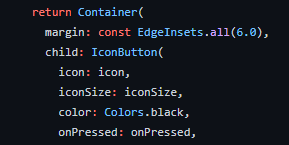 return Container(
  margin: const EdgeInsets.all(6.0),
  child: IconButton(
    icon: icon,
    iconSize: iconSize,
    color: Colors.black,
    onPressed: onPressed,